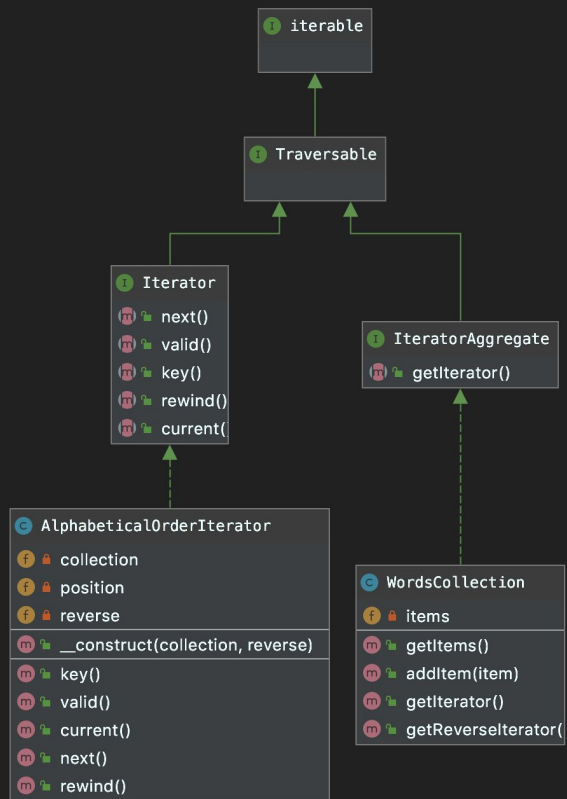 I iterable
I Traversable
I Iterator
m next()
m valid()
m key()
m rewind()
m current(
I IteratorAggregate
m getIterator()
C AlphabeticalOrderIterator
f collection
f position
f reverse
m __construct(collection, reverse)
m key()
m valid()
m current()
m next()
m rewind()
C WordsCollection
f items
m getItems()
m addItem(item)
m getIterator()
m getReverseIterator(